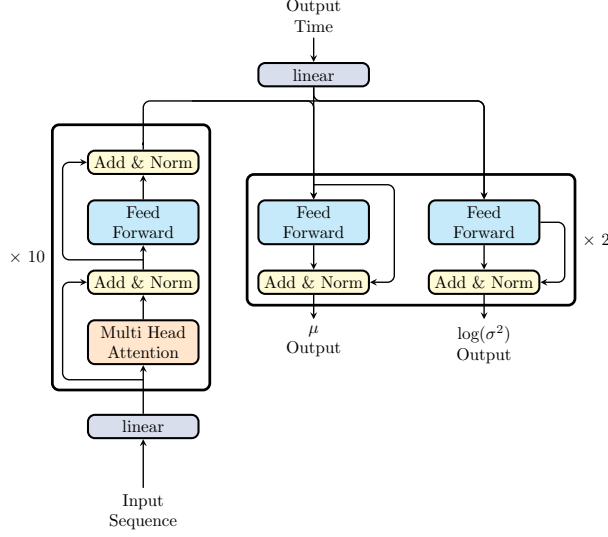 Output
Time
linear
Add & Norm
Feed
Forward
× 10
Add & Norm
Multi Head
Attention
linear
Input
Sequence
Feed
Forward
Add & Norm
μ
Output
Feed
Forward
Add & Norm
× 2
log(σ²)
Output